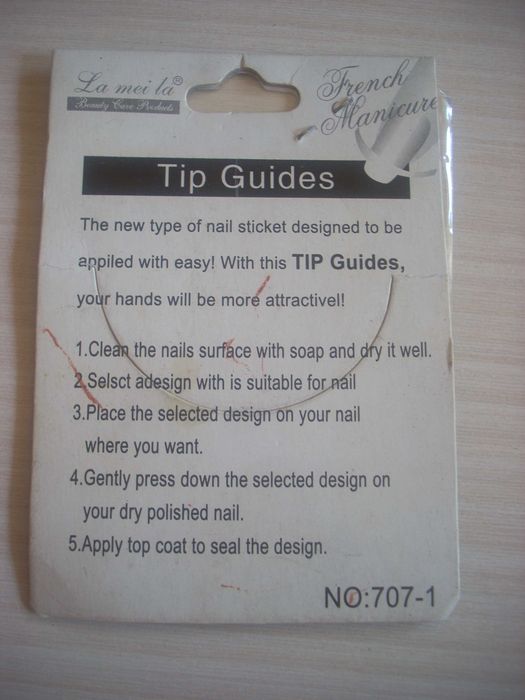 La mei la®
Beauty Care Products
French
Manicure
Tip Guides
The new type of nail sticket designed to be
appiled with easy! With this TIP Guides,
your hands will be more attractivel!
1.Clean the nails surface with soap and dry it well.
2.Selsct adesign with is suitable for nail
3.Place the selected design on your nail
where you want.
4.Gently press down the selected design on
your dry polished nail.
5.Apply top coat to seal the design.
NO:707-1